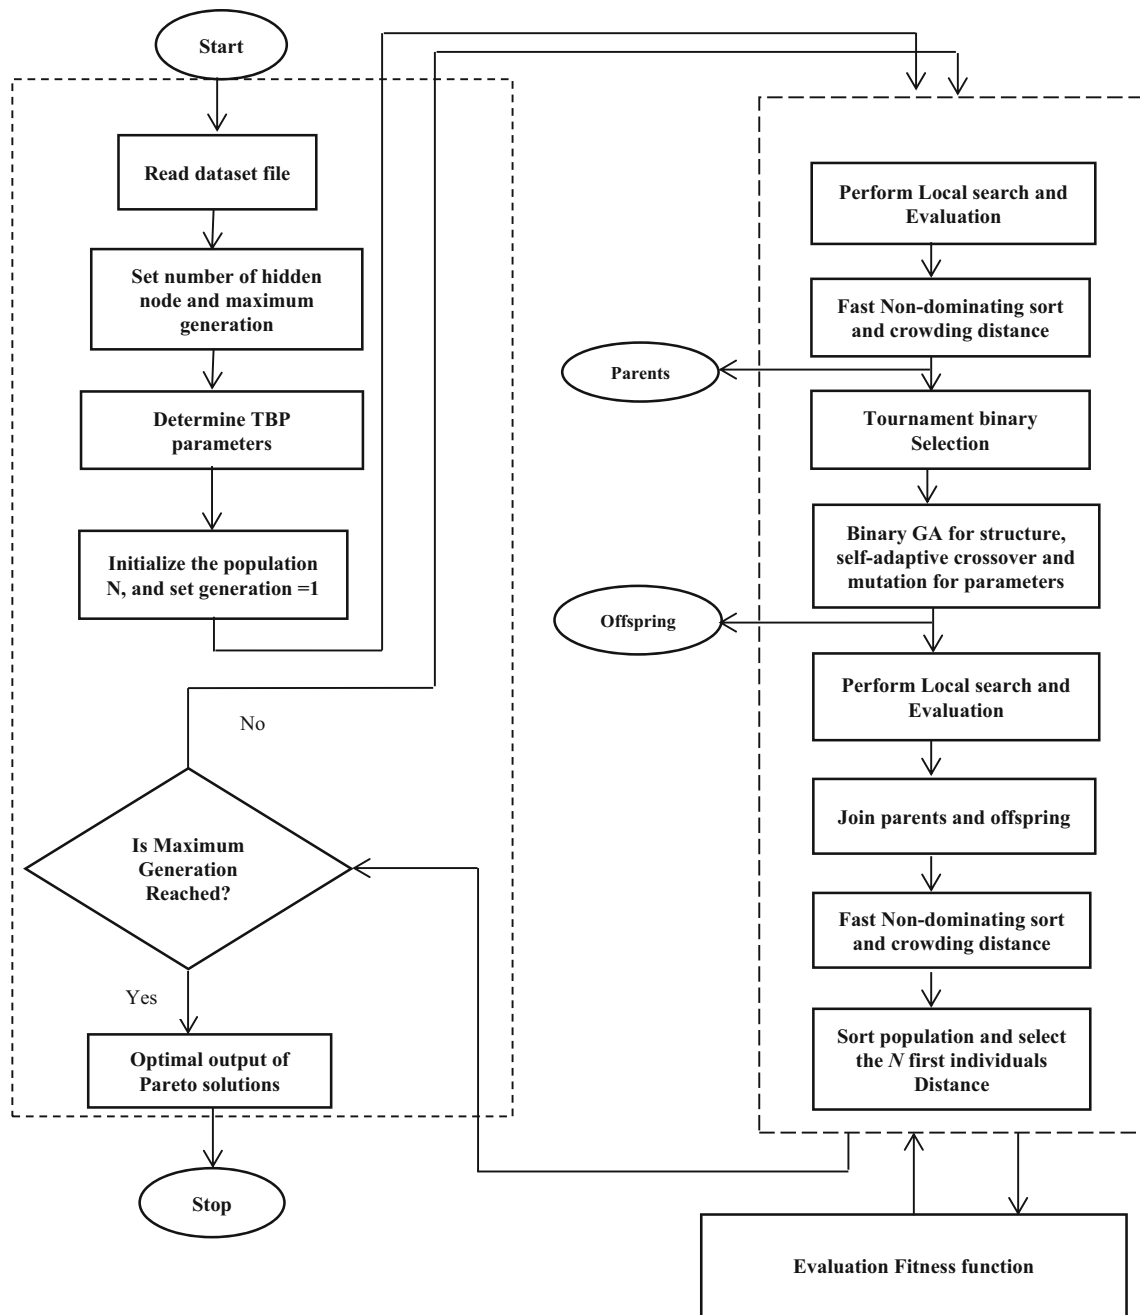 Start
Read dataset file
Set number of hidden
node and maximum
generation
Determine TBP
parameters
Initialize the population
N, and set generation =1
No
Is Maximum
Generation
Reached?
Yes
Optimal output of
Pareto solutions
Stop
Perform Local search and
Evaluation
Fast Non-dominating sort
and crowding distance
Parents
Tournament binary
Selection
Binary GA for structure,
self-adaptive crossover and
mutation for parameters
Offspring
Perform Local search and
Evaluation
Join parents and offspring
Fast Non-dominating sort
and crowding distance
Sort population and select
the N first individuals
Distance
Evaluation Fitness function